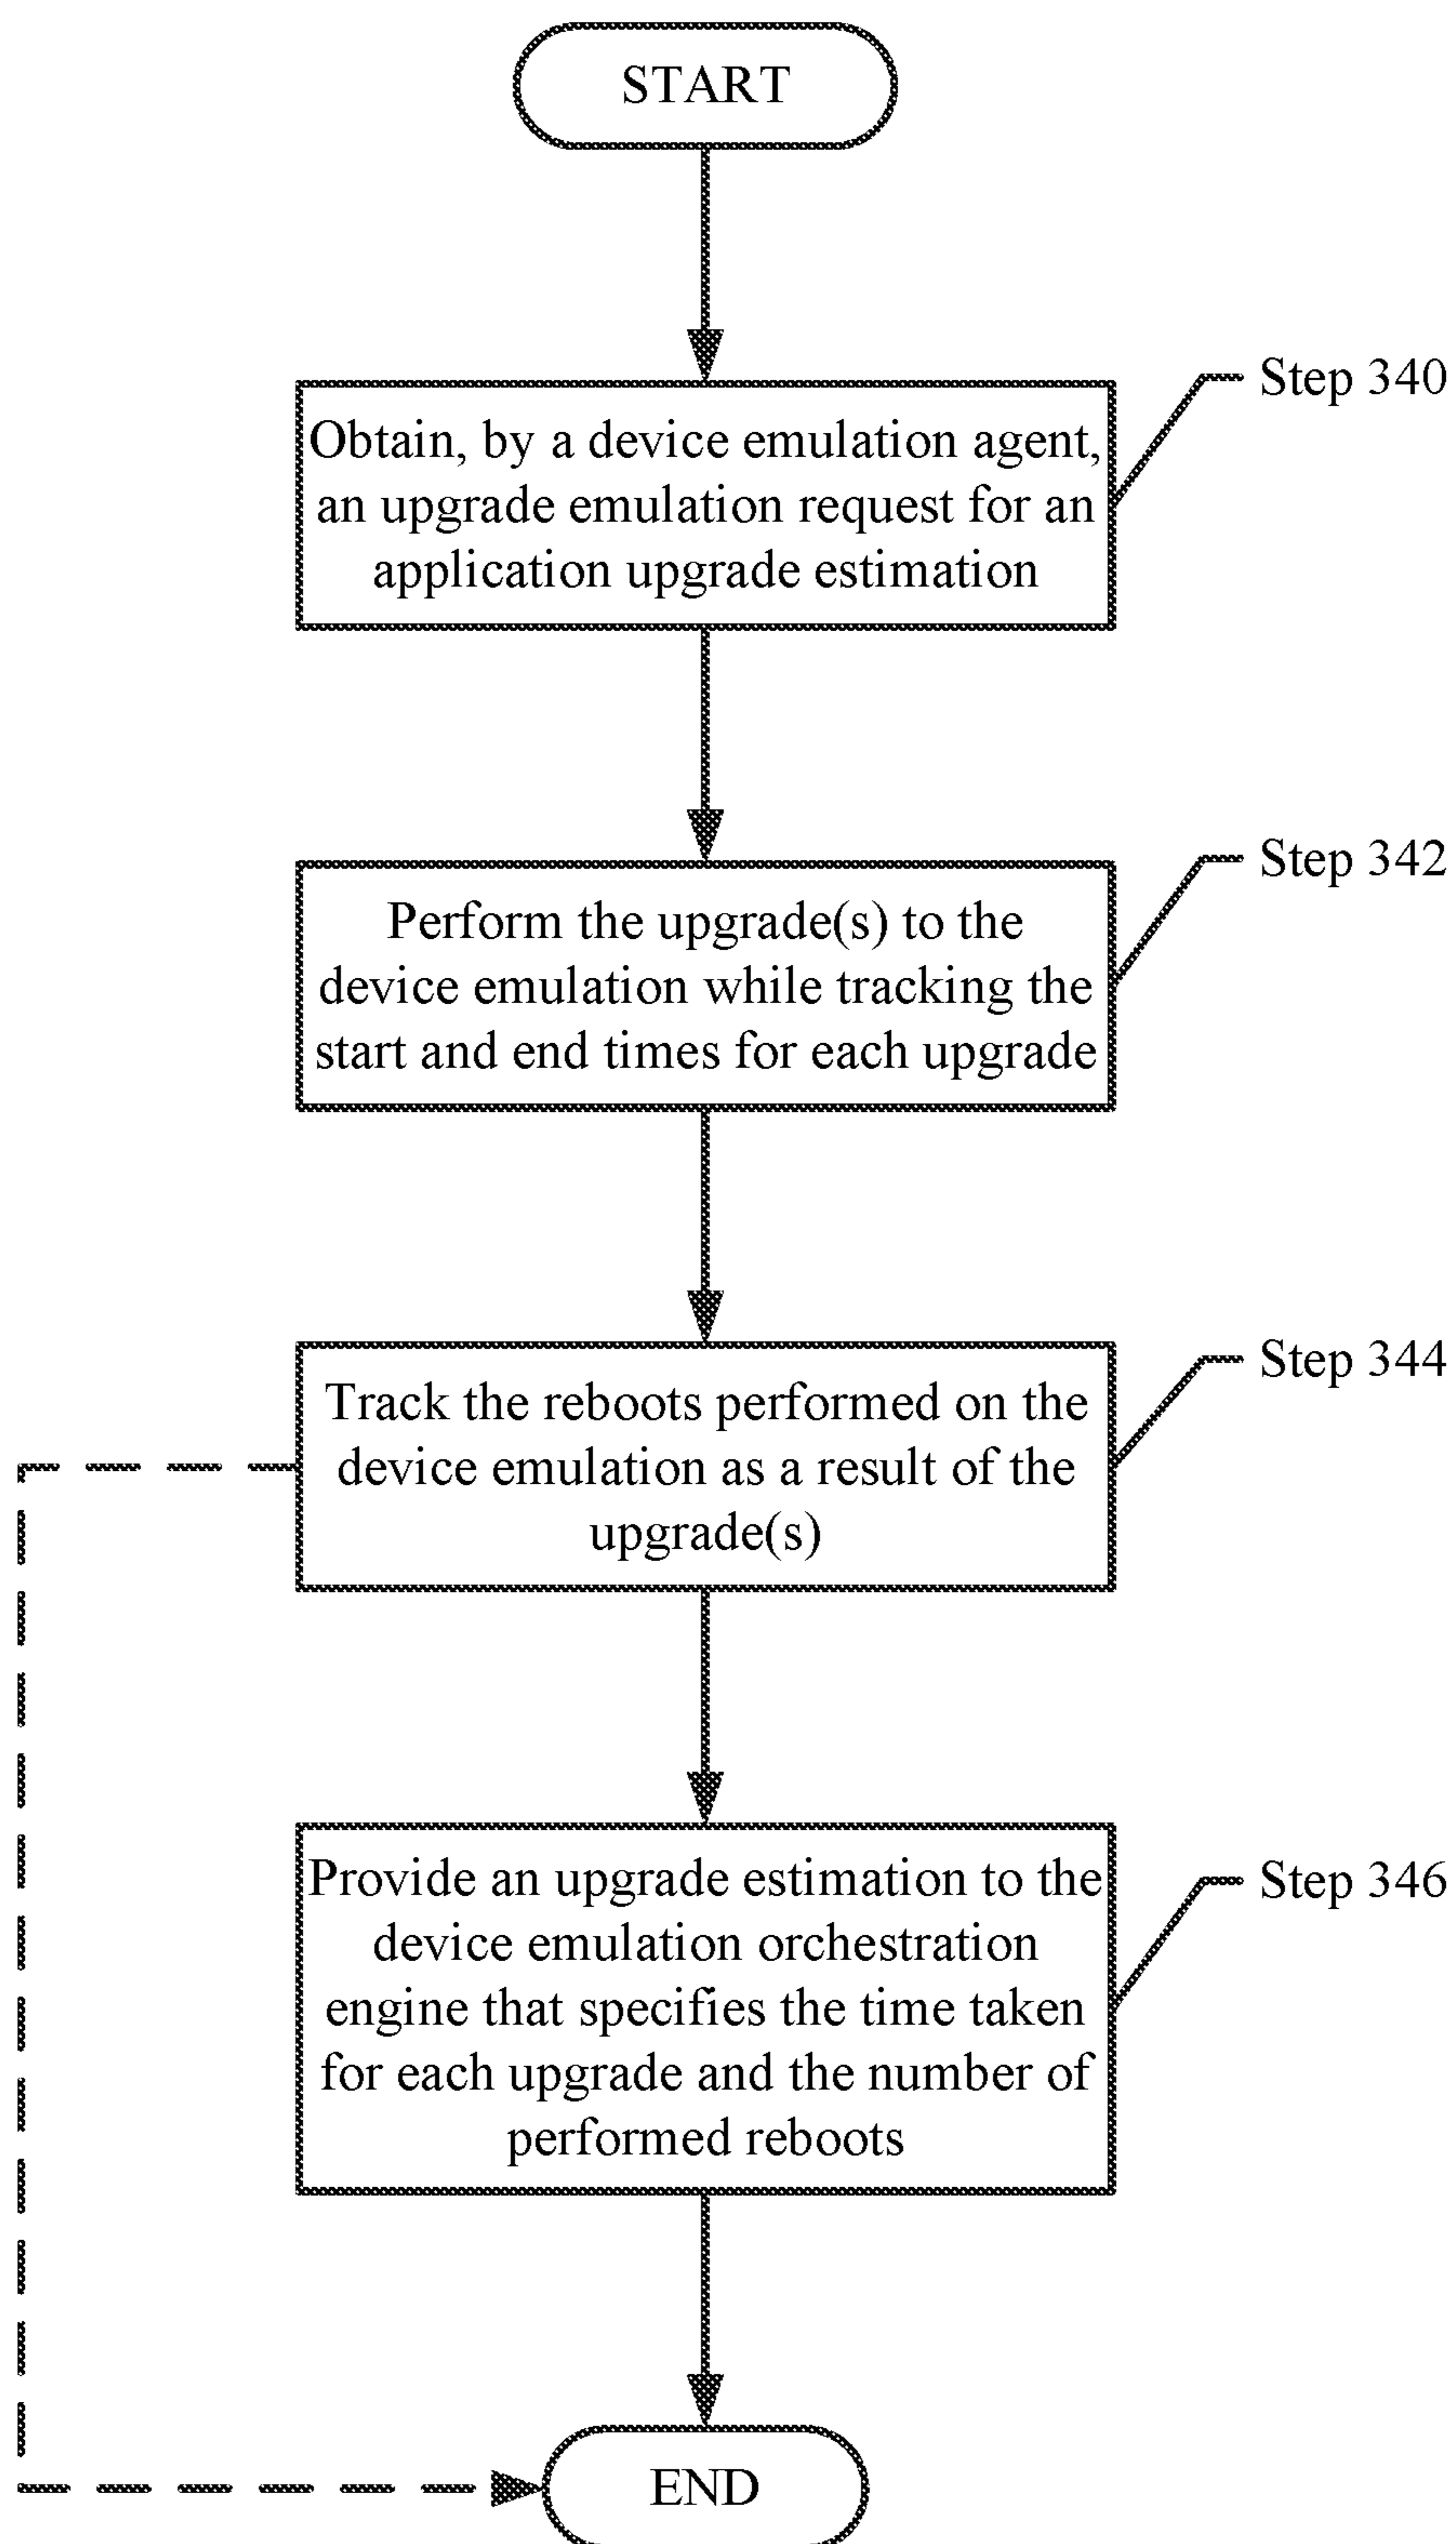 START
Step 340
Obtain, by a device emulation agent,
an upgrade emulation request for an
application upgrade estimation
Step 342
Perform the upgrade(s) to the
device emulation while tracking the
start and end times for each upgrade
Step 344
Track the reboots performed on the
device emulation as a result of the
upgrade(s)
Step 346
Provide an upgrade estimation to the
device emulation orchestration
engine that specifies the time taken
for each upgrade and the number of
performed reboots
END